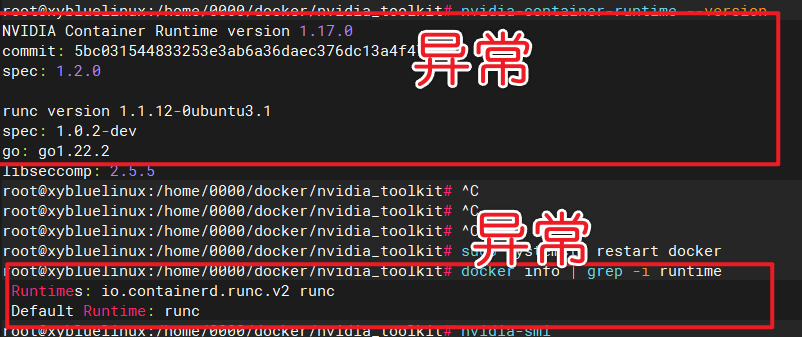 root@xybluelinux:/home/0000/docker/nvidia_toolkit# nvidia-container-runtime --version
NVIDIA Container Runtime version 1.17.0
commit: 5bc031544833253e3ab6a36daec376dc13a4f4
spec: 1.2.0
异常
runc version 1.1.12-0ubuntu3.1
spec: 1.0.2-dev
go: go1.22.2
libseccomp: 2.5.5
root@xybluelinux:/home/0000/docker/nvidia_toolkit# ^C
root@xybluelinux:/home/0000/docker/nvidia_toolkit# ^C
root@xybluelinux:/home/0000/docker/nvidia_toolkit# ^C
异常
root@xybluelinux:/home/0000/docker/nvidia_toolkit# restart docker
root@xybluelinux:/home/0000/docker/nvidia_toolkit# docker info | grep -i runtime
Runtimes: io.containerd.runc.v2 runc
Default Runtime: runc
root@xybluelinux:/home/0000/docker/nvidia_toolkit# nvidia-smi